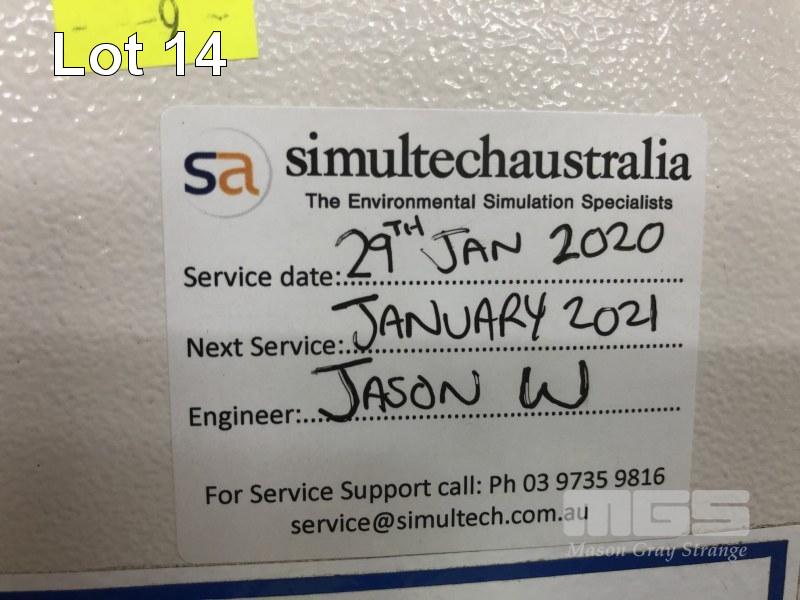 -9-
Lot 14
sa simultechaustralia
The Environmental Simulation Specialists
Service date: 29TH JAN 2020
Next Service: JANUARY 2021
Engineer: JASON W
For Service Support call: Ph 03 9735 9816
service@simultech.com.au
MGS
Mason Gray Strange